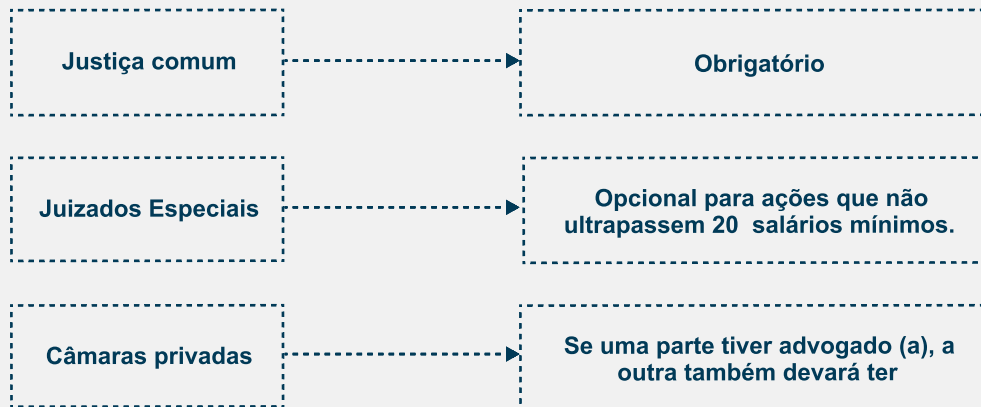 Justiça comum
Obrigatório
Juizados Especiais
Opcional para ações que não
ultrapassem 20 salários mínimos.
Câmaras privadas
Se uma parte tiver advogado (a), a
outra também devará ter